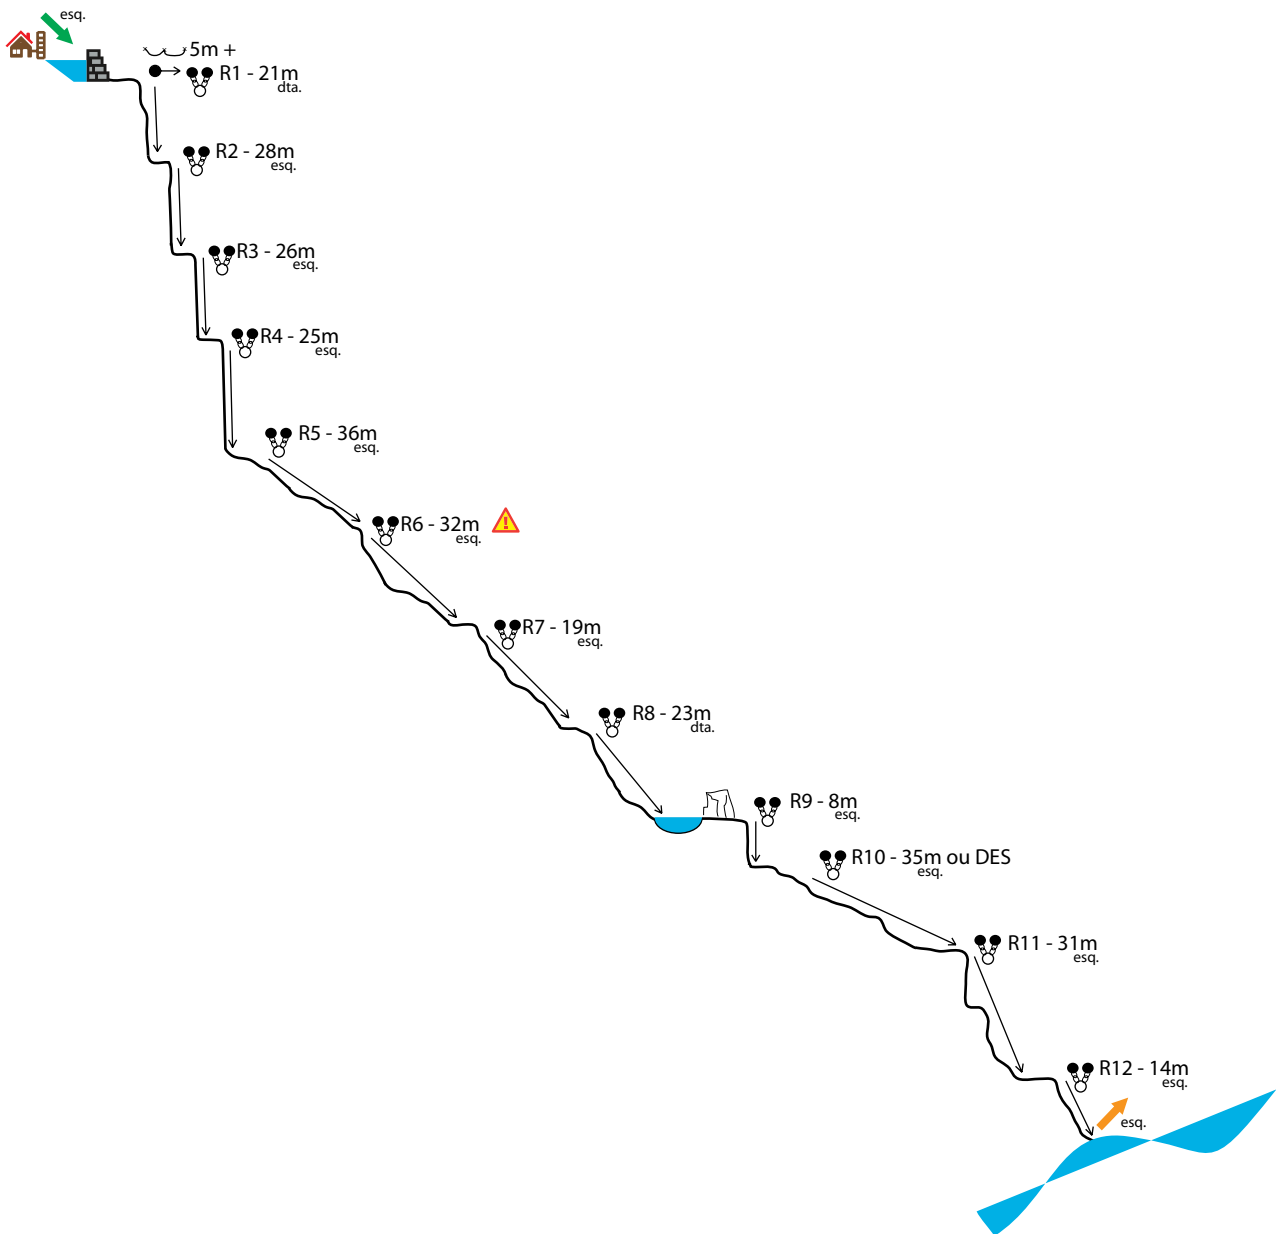 esq.
5m +
R1 - 21m
dta.
R2 - 28m
esq.
R3 - 26m
esq.
R4 - 25m
esq.
R5 - 36m
esq.
R6 - 32m
esq.
R7 - 19m
esq.
R8 - 23m
dta.
R9 - 8m
esq.
R10 - 35m ou DES
esq.
R11 - 31m
esq.
R12 - 14m
esq.
esq.